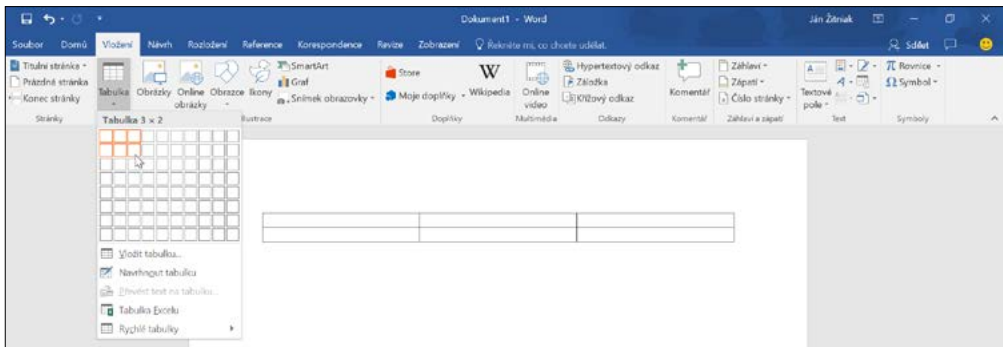 Dokument1 - Word
Ján Žitniak
Soubor Domů Vložení Návrh Rozložení Reference Korespondence Revize Zobrazení Řekněte mi, co chcete udělat. Sdílet
Titulní stránka
Prázdná stránka
Konec stránky
Stránky
Tabulka
Obrázky
Online obrázky
Obrazce
Ikony
SmartArt
Graf
Snímek obrazovky
Ilustrace
Store
Moje doplňky
Wikipedia
Doplňky
Online video
Multimédia
Hypertextový odkaz
Záložka
Křížový odkaz
Odkazy
Komentář
Komentář
Záhlaví
Zápatí
Číslo stránky
Záhlaví a zápatí
Textové pole
Text
Rovnice
Symbol
Symboly
Tabulka 3 × 2
Vložit tabulku...
Navrhnout tabulku
Převést text na tabulku...
Tabulka Excelu
Rychlé tabulky